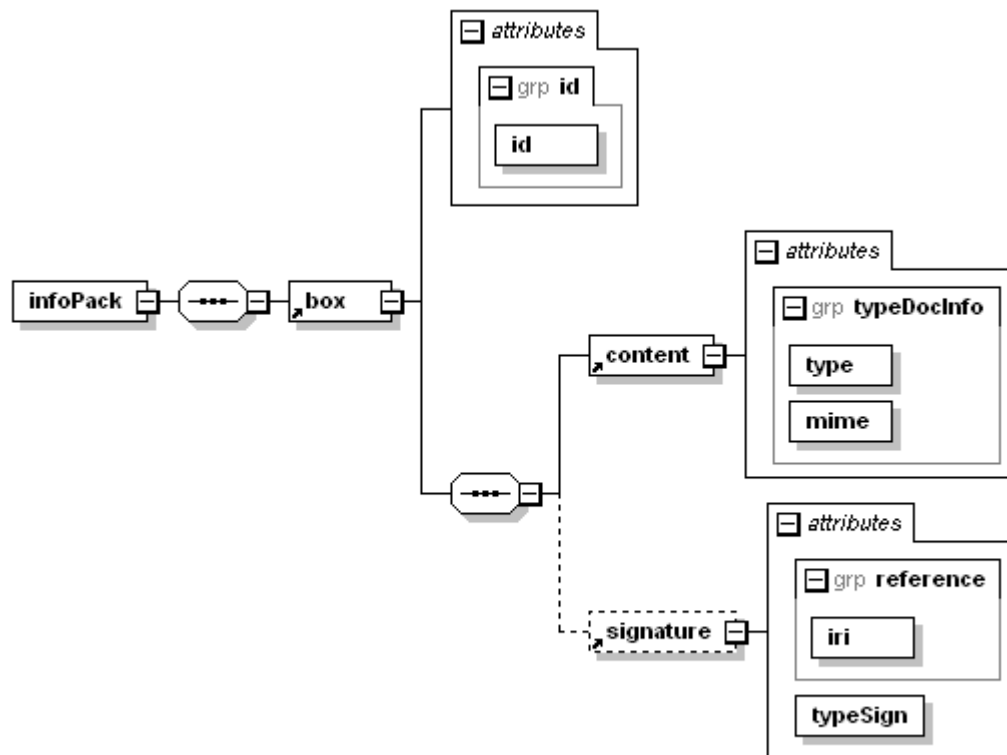 attributes
grp id
id
attributes
infoPack
box
grp typeDocInfo
content
type
mime
attributes
grp reference
signature
iri
typeSign